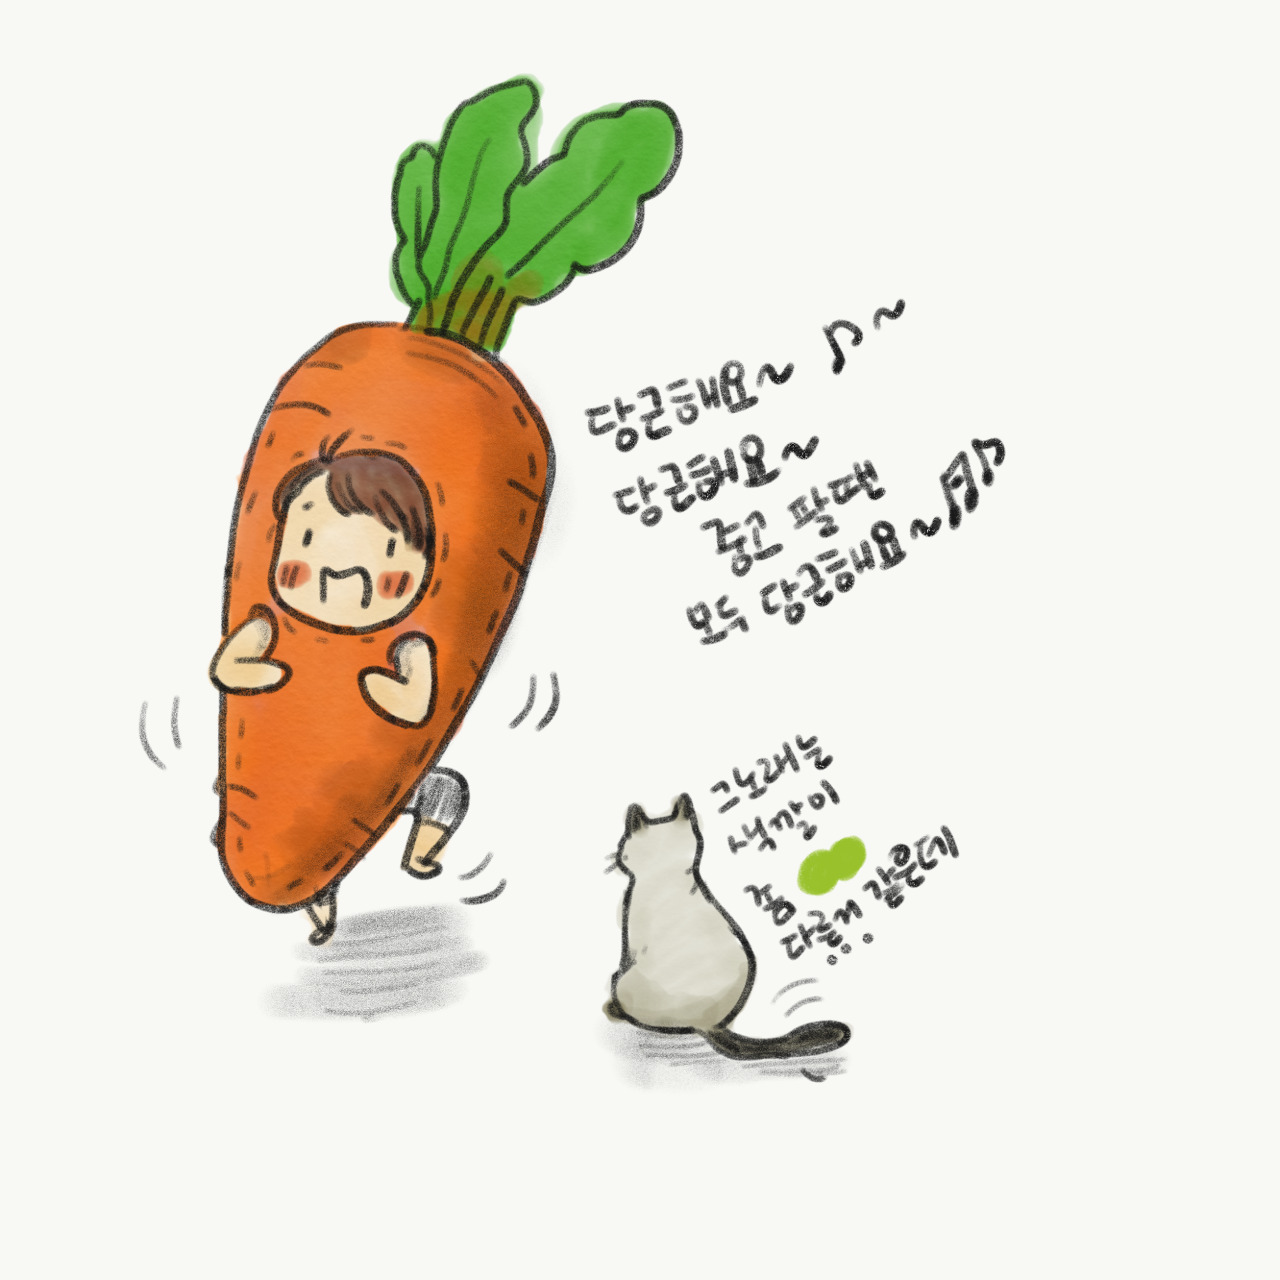 당근해요~ ♪~
당근해요~
중고 팔땐
모두 당근해요~ ♬♪
그노래는
색깔이
좀
다른거 같은데
...